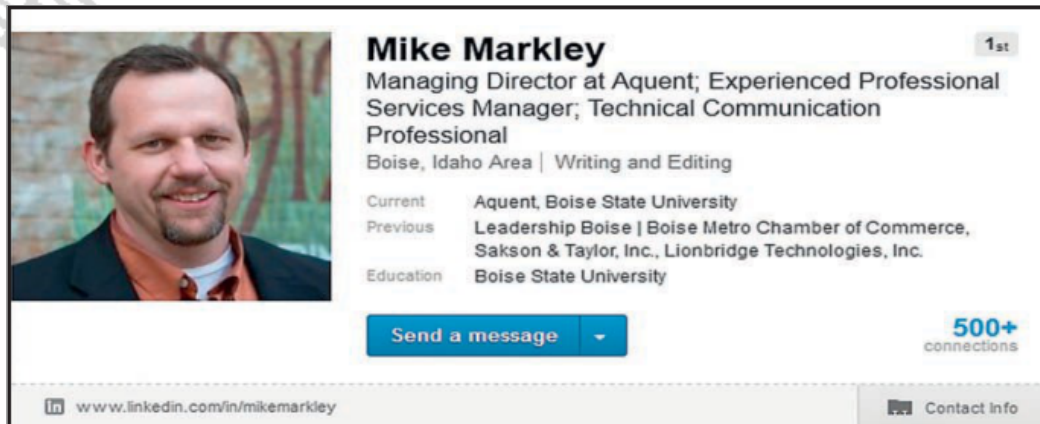 Mike Markley
1st
Managing Director at Aquent; Experienced Professional
Services Manager; Technical Communication
Professional
Boise, Idaho Area | Writing and Editing
Current Aquent, Boise State University
Previous Leadership Boise | Boise Metro Chamber of Commerce,
Sakson & Taylor, Inc., Lionbridge Technologies, Inc.
Education Boise State University
Send a message
500+
connections
in www.linkedin.com/in/mikemarkley
Contact Info